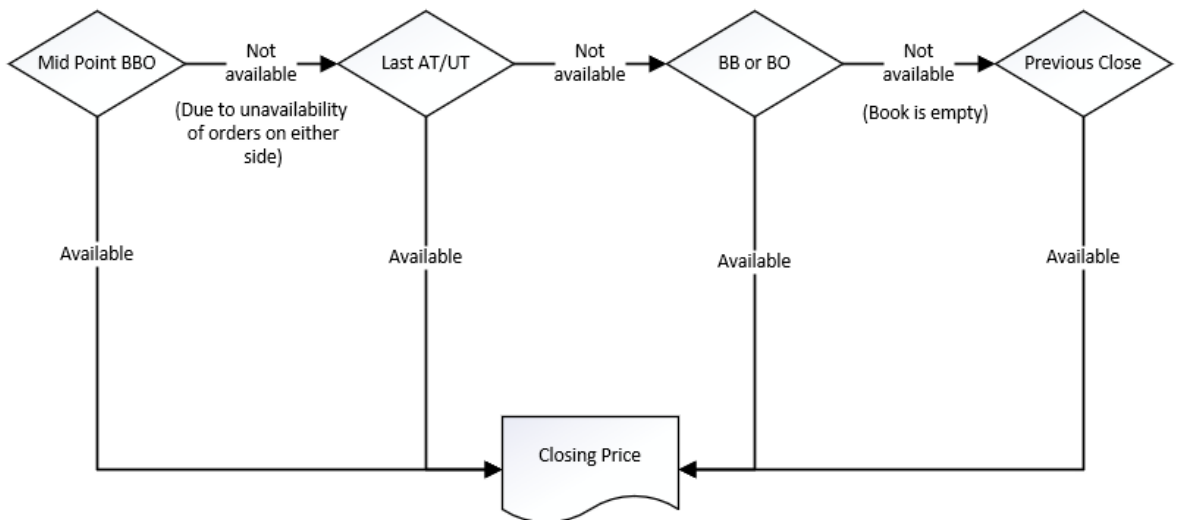 Mid Point BBO
Not
available
(Due to unavailability
of orders on either
side)
Last AT/UT
Not
available
BB or BO
Not
available
(Book is empty)
Previous Close
Available
Available
Available
Available
Closing Price